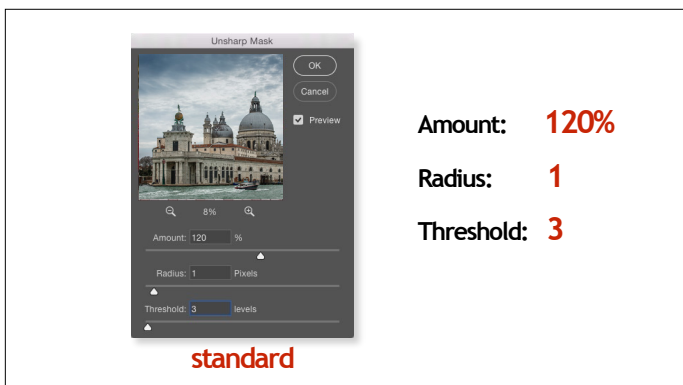 Unsharp Mask
OK
Cancel
Preview
8%
Amount: 120 %
Radius: 1 Pixels
Threshold: 3 levels
standard
Amount: 120%
Radius: 1
Threshold: 3